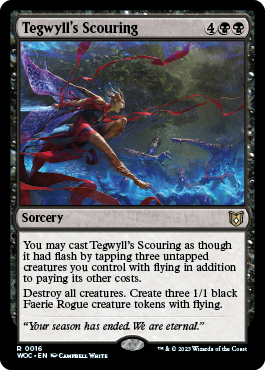 Tegwyll's Scouring 4
Sorcery
You may cast Tegwyll's Scouring as though
it had flash by tapping three untapped
creatures you control with flying in addition
to paying its other costs.
Destroy all creatures. Create three 1/1 black
Faerie Rogue creature tokens with flying.
“Your season has ended. We are eternal.”
R 0016
WOC • EN Campbell White
™ & © 2023 Wizards of the Coast